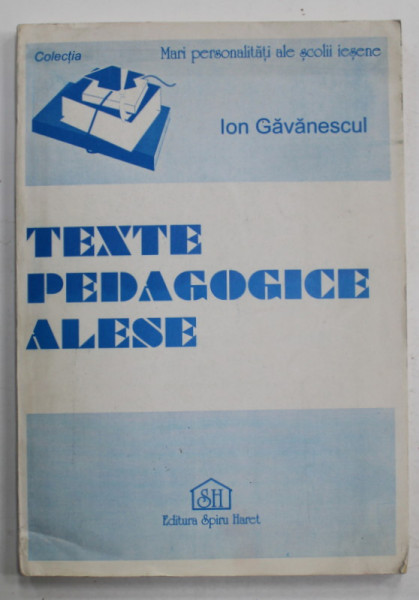 Colecția
Mari personalități ale școlii ieșene
Ion Găvănescul
TEXTE
PEDAGOGICE
ALESE
SH
Editura Spiru Haret